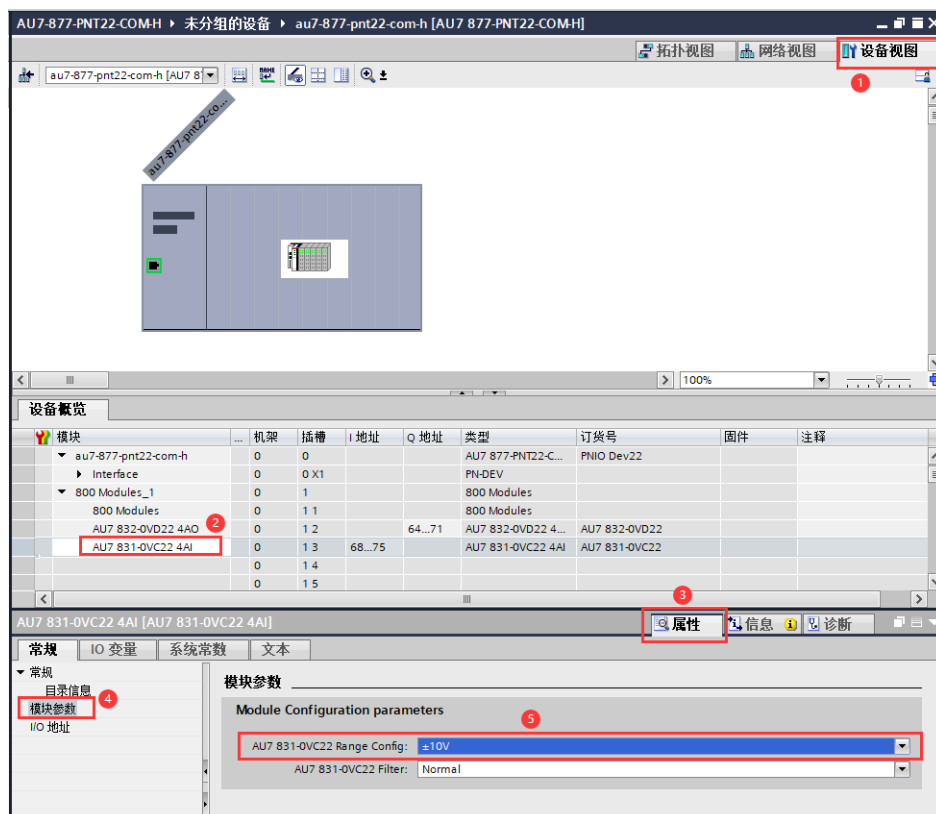 AU7-877-PNT22-COM-H ▸ 未分组的设备 ▸ au7-877-pnt22-com-h [AU7 877-PNT22-COM-H]
拓扑视图 网络视图 设备视图
1
au7-877-pnt22-com-h [AU7 8
au7-877-pnt22-co...
100%
设备概览
模块 ... 机架 插槽 I 地址 Q 地址 类型 订货号 固件 注释
au7-877-pnt22-com-h 0 0 AU7 877-PNT22-C... PNIO Dev22
Interface 0 0 X1 PN-DEV
800 Modules_1 0 1 800 Modules
800 Modules 0 1 1 800 Modules
AU7 832-0VD22 4AO 0 1 2 64...71 AU7 832-0VD22 4... AU7 832-0VD22
2
AU7 831-0VC22 4AI 0 1 3 68...75 AU7 831-0VC22 4AI AU7 831-0VC22
0 1 4
0 1 5
3
AU7 831-0VC22 4AI [AU7 831-0VC22 4AI] 属性 信息 诊断
常规 IO 变量 系统常数 文本
常规
目录信息
4
模块参数
I/O 地址
模块参数
Module Configuration parameters
5
AU7 831-0VC22 Range Config: ±10V
AU7 831-0VC22 Filter: Normal